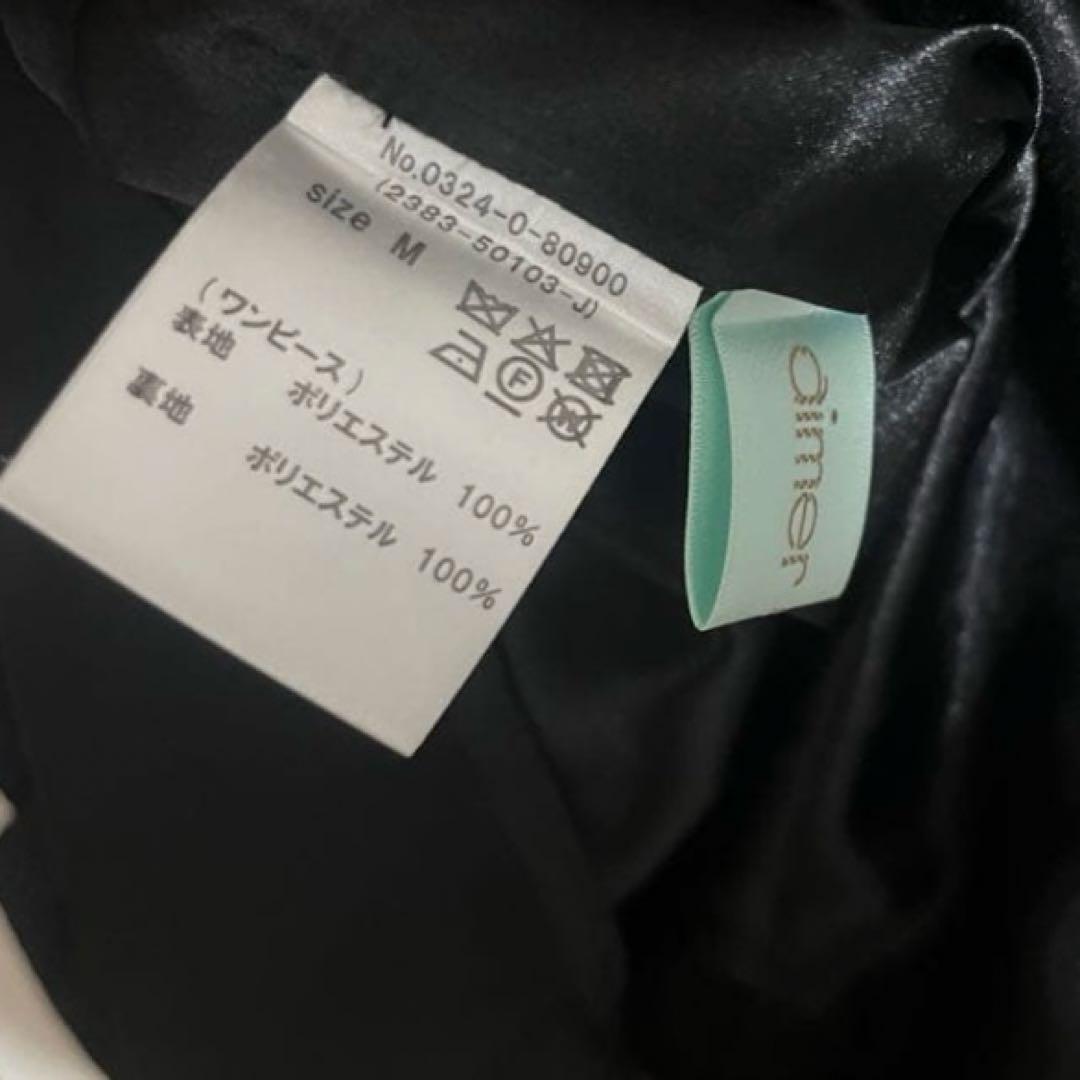 No.0324-0-80900
(2383-50103-J)
size M
F
W
(ワンピース)
表地
ポリエステル 100%
裏地
ポリエステル 100%
aimer